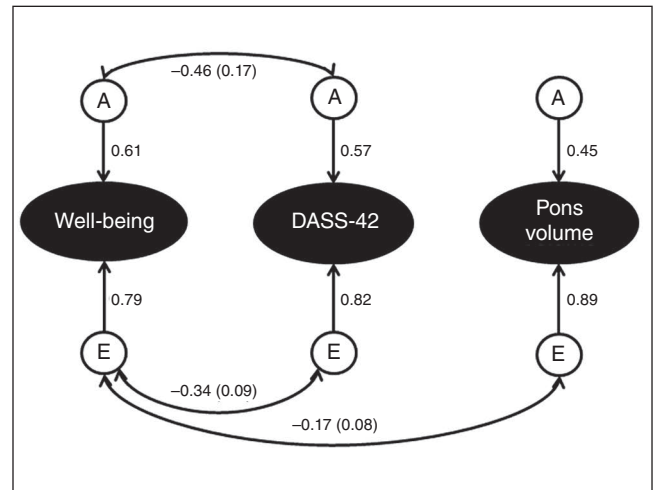 −0.46 (0.17)
A
A
A
0.61
0.57
0.45
Well-being
DASS-42
Pons
volume
0.79
0.82
0.89
E
E
E
−0.34 (0.09)
−0.17 (0.08)